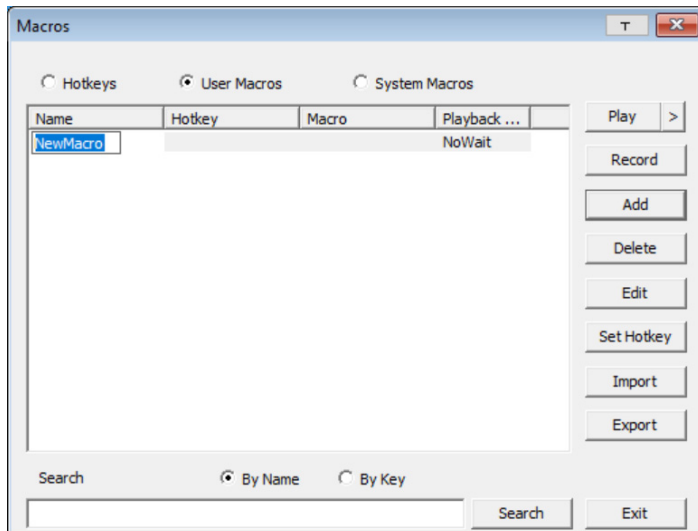 Macros
Hotkeys User Macros System Macros
Name Hotkey Macro Playback ...
NewMacro NoWait
Play >
Record
Add
Delete
Edit
Set Hotkey
Import
Export
Search By Name By Key
Search Exit